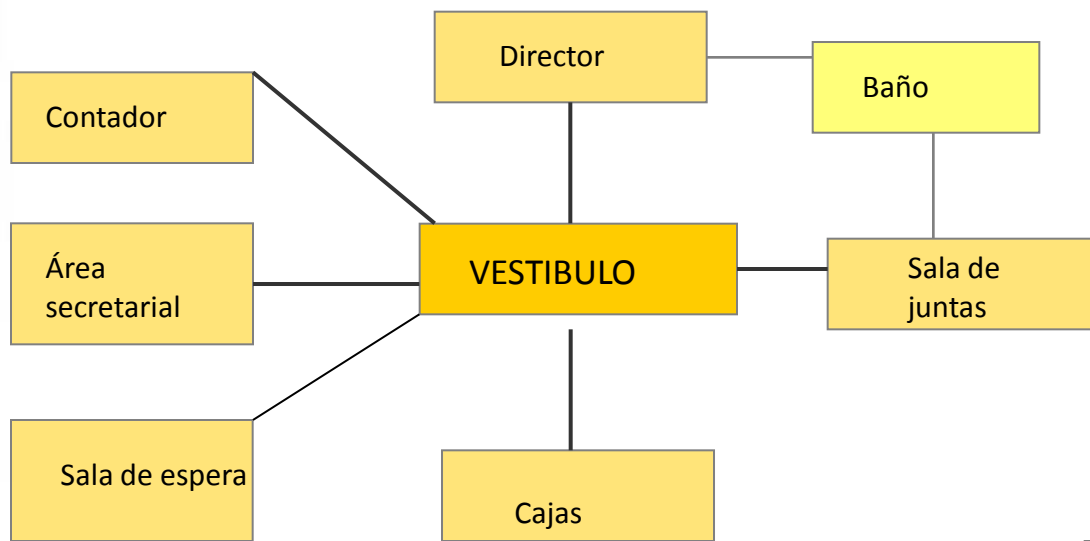 Director
Baño
Contador
Área
secretarial
VESTIBULO
Sala de
juntas
Sala de espera
Cajas